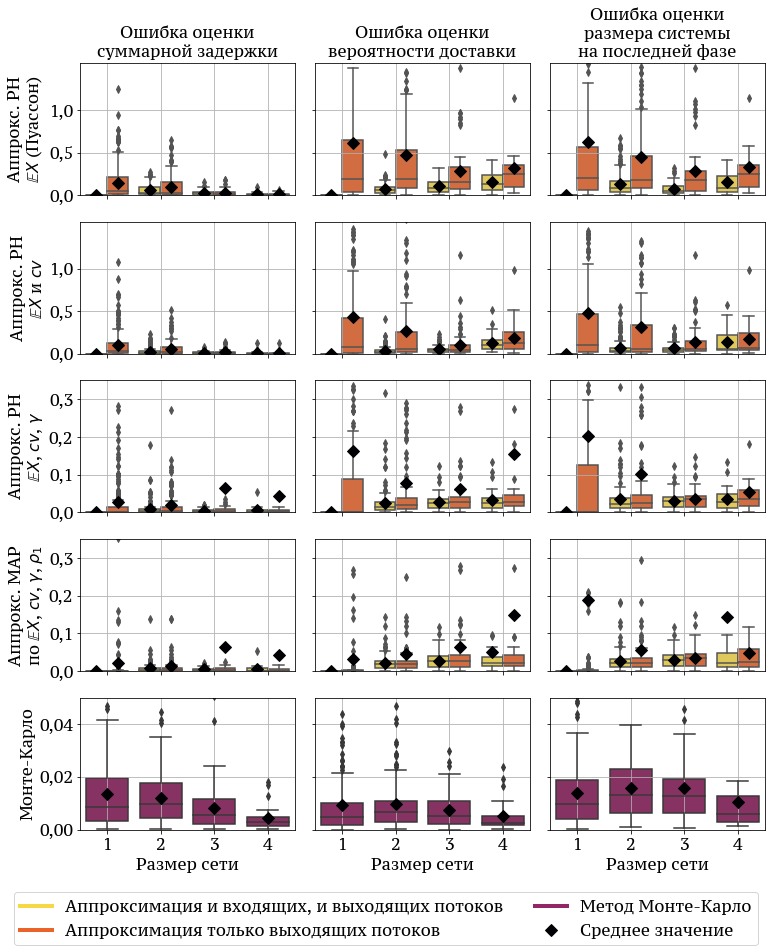 Ошибка оценки
суммарной задержки
Ошибка оценки
вероятности доставки
Ошибка оценки
размера системы
на последней фазе
Аппрокс. PH
𝔼X (Пуассон)
1,0
0,5
0,0
Аппрокс. PH
𝔼X и cv
1,0
0,5
0,0
Аппрокс. PH
𝔼X, cv, γ
0,3
0,2
0,1
0,0
Аппрокс. MAP
по 𝔼X, cv, γ, ρ₁
0,3
0,2
0,1
0,0
Монте-Карло
0,04
0,02
0,00
1 2 3 4
1 2 3 4
1 2 3 4
Размер сети
Размер сети
Размер сети
Аппроксимация и входящих, и выходящих потоков
Аппроксимация только выходящих потоков
Метод Монте-Карло
Среднее значение